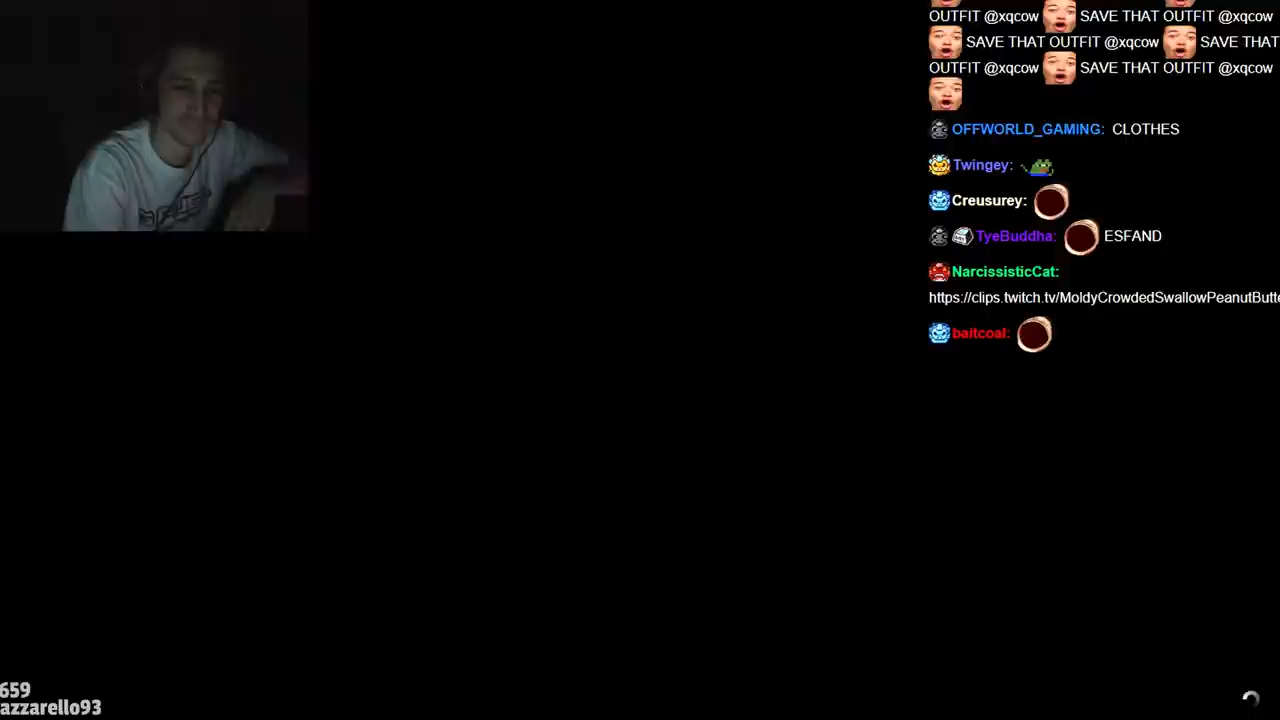 OUTFIT @xqcow SAVE THAT OUTFIT @xqcow
SAVE THAT OUTFIT @xqcow SAVE THAT
OUTFIT @xqcow SAVE THAT OUTFIT @xqcow
OFFWORLD_GAMING: CLOTHES
Twingey:
Creusurey:
TyeBuddha: ESFAND
NarcissisticCat:
https://clips.twitch.tv/MoldyCrowdedSwallowPeanutButte
baitcoal:
659
azzarello93